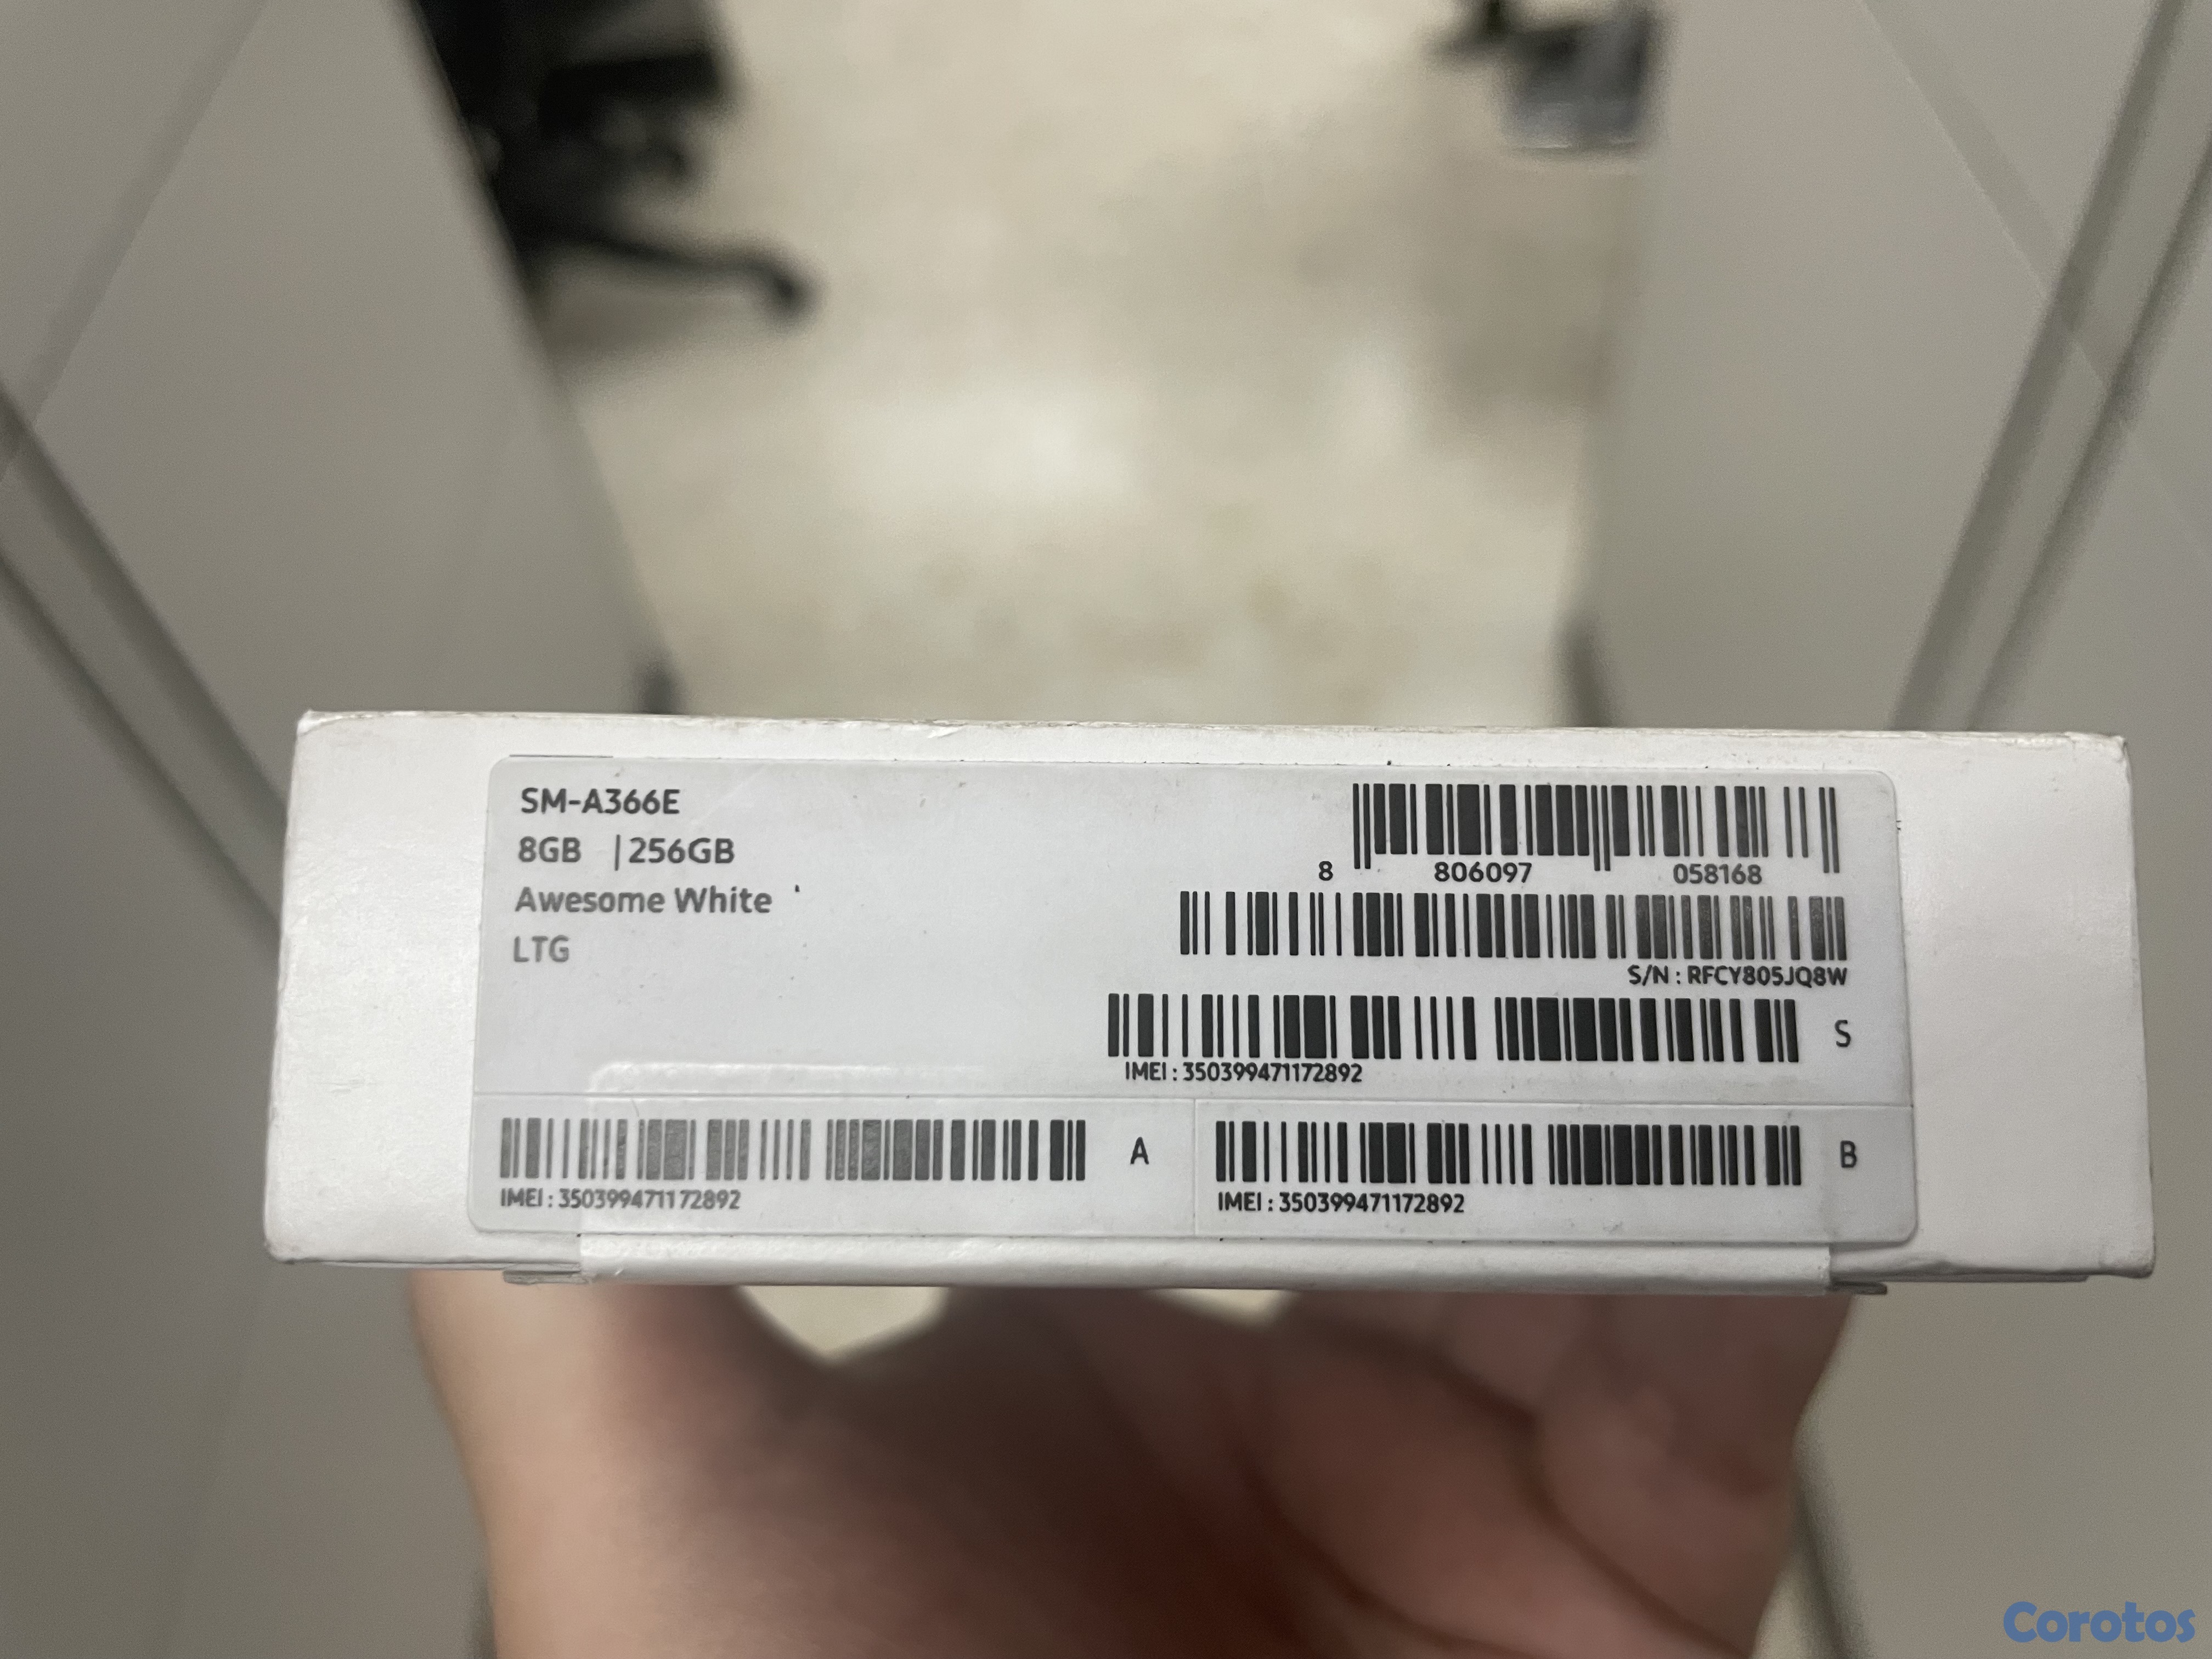 SM-A366E
8GB |256GB
Awesome White
LTG
8 806097 058168
S/N : RFCY805JQ8W
S
IMEI : 350399471172892
A
IMEI : 350399471172892
B
IMEI : 350399471172892
Corotos